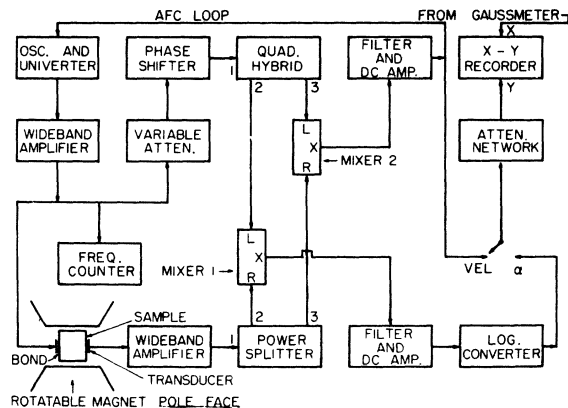 AFC LOOP
FROM GAUSSMETER
OSC. AND
UNIVERTER
PHASE
SHIFTER
1
QUAD.
HYBRID
2
3
FILTER
AND
DC AMP.
X
X - Y
RECORDER
Y
WIDEBAND
AMPLIFIER
VARIABLE
ATTEN.
L
X
R
MIXER 2
ATTEN.
NETWORK
FREQ.
COUNTER
MIXER 1
L
X
R
VEL
α
SAMPLE
BOND
TRANSDUCER
WIDEBAND
AMPLIFIER
1
2
3
POWER
SPLITTER
FILTER
AND
DC AMP.
LOG.
CONVERTER
ROTATABLE MAGNET POLE FACE